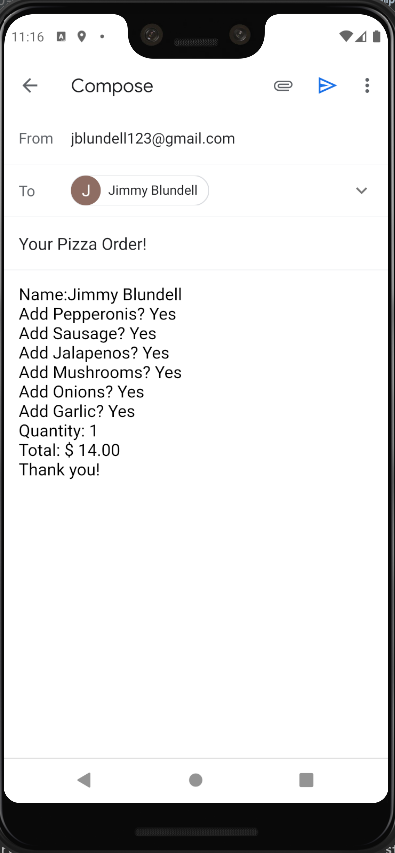 11:16
Compose
From jblundell123@gmail.com
To J Jimmy Blundell
Your Pizza Order!
Name:Jimmy Blundell
Add Pepperonis? Yes
Add Sausage? Yes
Add Jalapenos? Yes
Add Mushrooms? Yes
Add Onions? Yes
Add Garlic? Yes
Quantity: 1
Total: $ 14.00
Thank you!